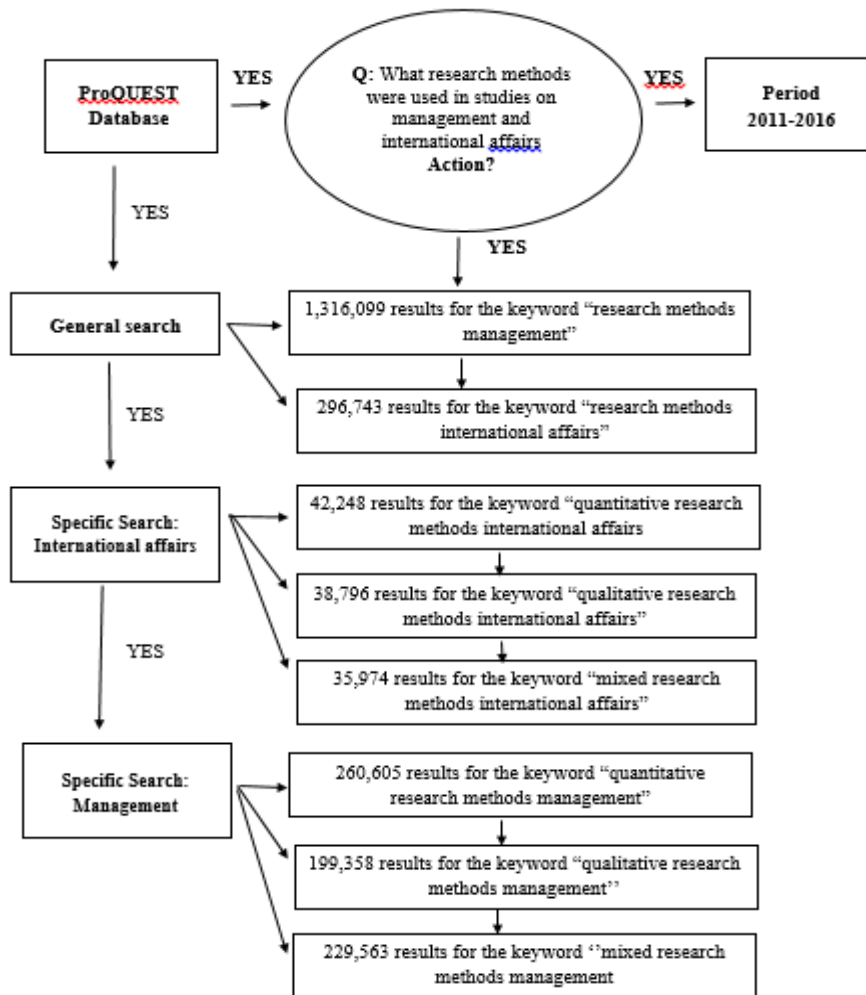 ProQUEST
Database
YES
Q: What research methods
were used in studies on
management and
international affairs
Action?
YES
Period
2011-2016
YES
YES
General search
1,316,099 results for the keyword “research methods
management”
296,743 results for the keyword “research methods
international affairs”
YES
Specific Search:
International affairs
42,248 results for the keyword “quantitative research
methods international affairs
38,796 results for the keyword “qualitative research
methods international affairs”
35,974 results for the keyword “mixed research
methods international affairs”
YES
Specific Search:
Management
260,605 results for the keyword “quantitative
research methods management”
199,358 results for the keyword “qualitative research
methods management’’
229,563 results for the keyword ‘’mixed research
methods management